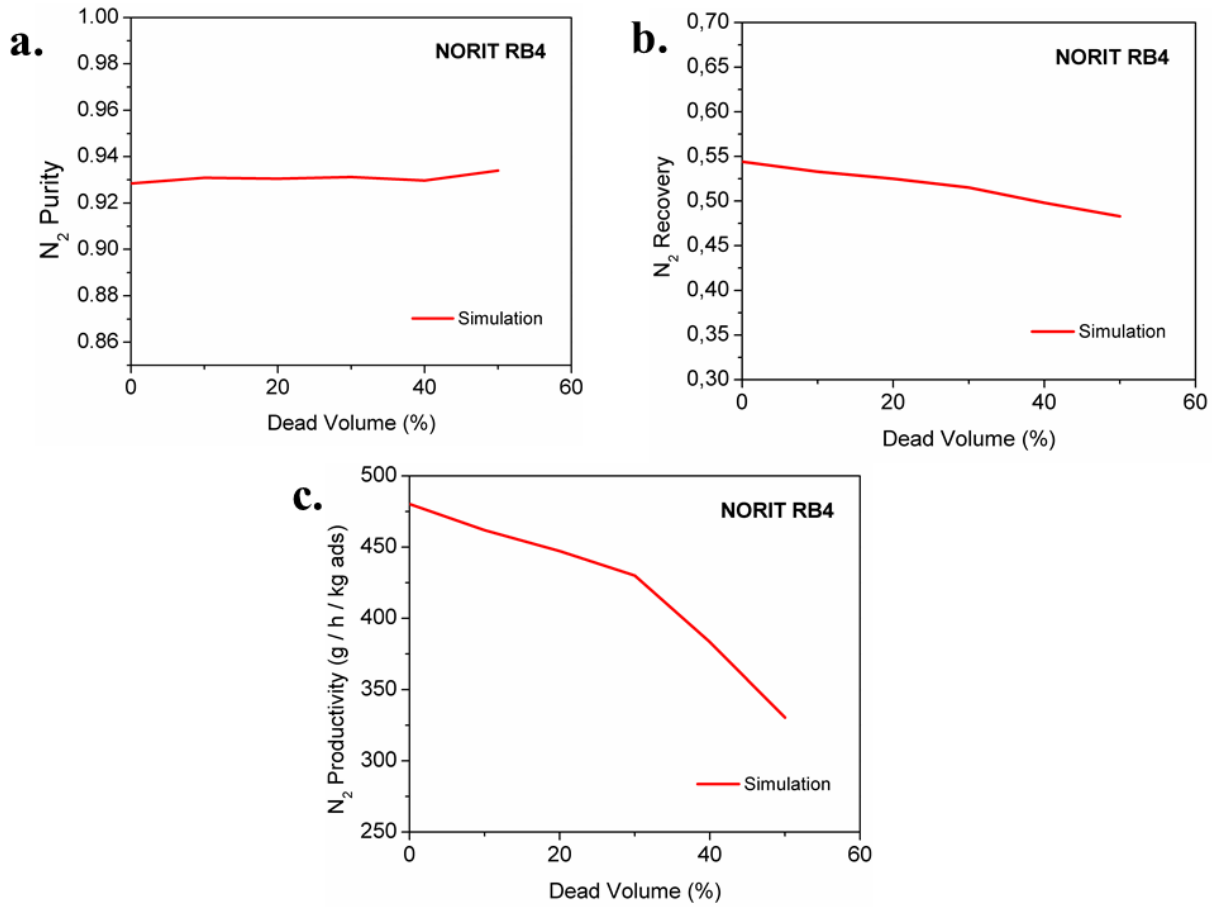 a.
NORIT RB4
N₂ Purity
1.00
0.98
0.96
0.94
0.92
0.90
0.88
0.86
Simulation
0 20 40 60
Dead Volume (%)
b.
NORIT RB4
N₂ Recovery
0,70
0,65
0,60
0,55
0,50
0,45
0,40
0,35
0,30
Simulation
0 20 40 60
Dead Volume (%)
c.
NORIT RB4
N₂ Productivity (g / h / kg ads)
500
450
400
350
300
250
Simulation
0 20 40 60
Dead Volume (%)